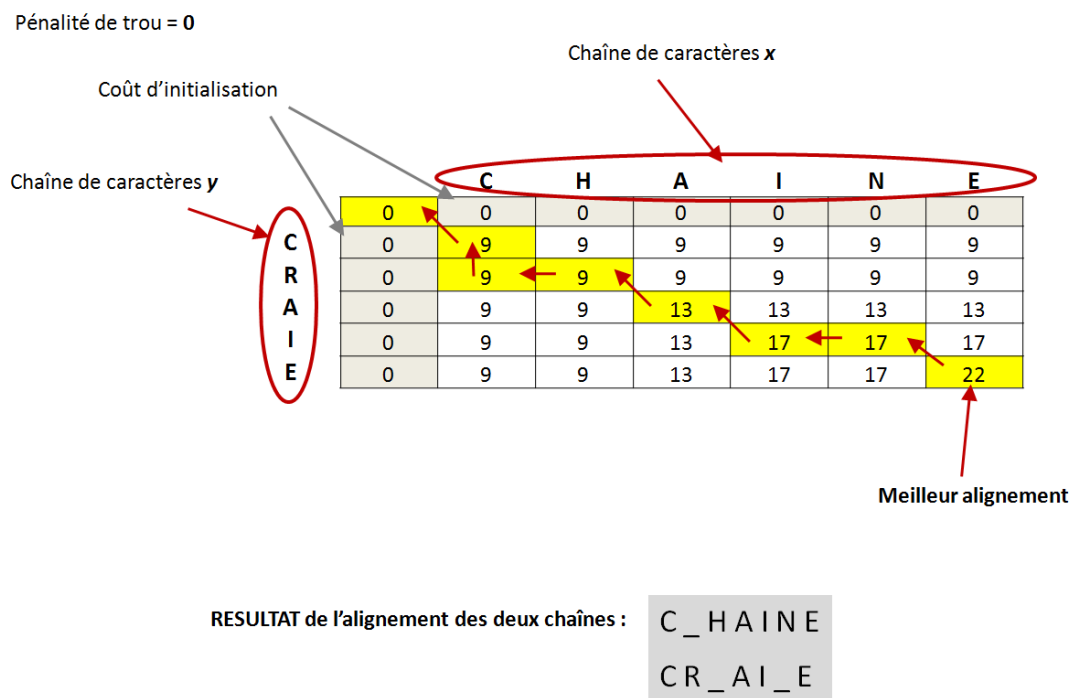 Pénalité de trou = 0
Chaîne de caractères x
Coût d'initialisation
Chaîne de caractères y
C H A I N E
0 0 0 0 0 0 0
C 0 9 9 9 9 9 9
R 0 9 9 9 9 9 9
A 0 9 9 13 13 13 13
I 0 9 9 13 17 17 17
E 0 9 9 13 17 17 22
Meilleur alignement
RESULTAT de l'alignement des deux chaînes :
C _ H A I N E
C R _ A I _ E